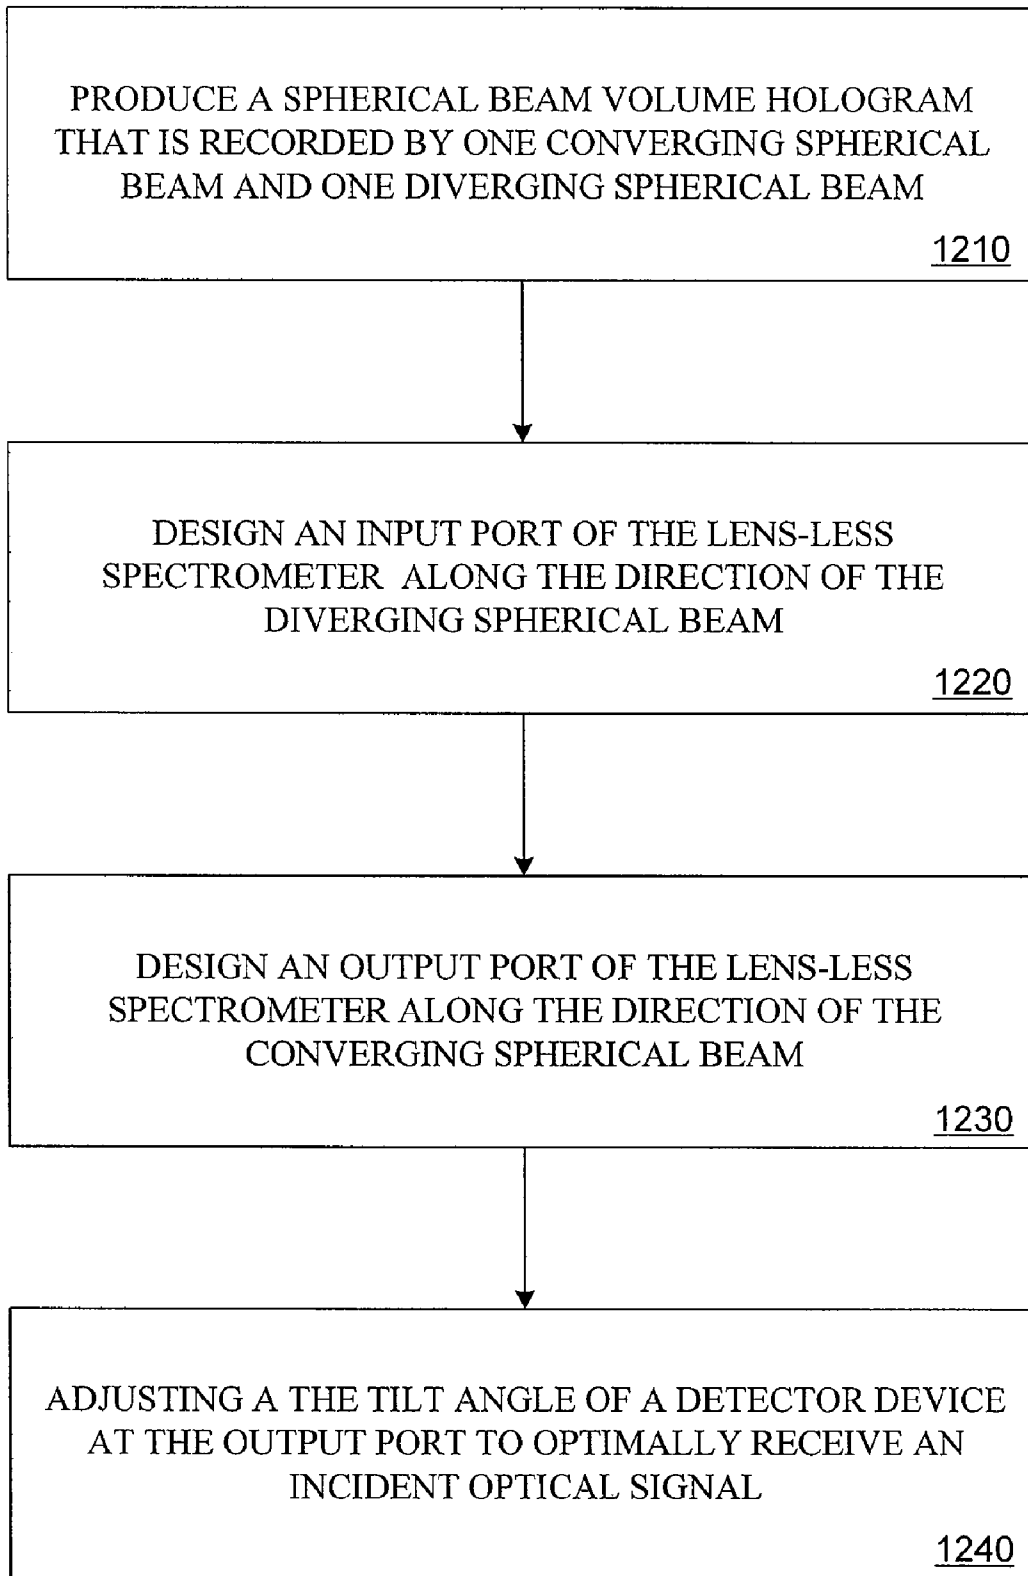 PRODUCE A SPHERICAL BEAM VOLUME HOLOGRAM
THAT IS RECORDED BY ONE CONVERGING SPHERICAL
BEAM AND ONE DIVERGING SPHERICAL BEAM
1210
DESIGN AN INPUT PORT OF THE LENS-LESS
SPECTROMETER ALONG THE DIRECTION OF THE
DIVERGING SPHERICAL BEAM
1220
DESIGN AN OUTPUT PORT OF THE LENS-LESS
SPECTROMETER ALONG THE DIRECTION OF THE
CONVERGING SPHERICAL BEAM
1230
ADJUSTING A THE TILT ANGLE OF A DETECTOR DEVICE
AT THE OUTPUT PORT TO OPTIMALLY RECEIVE AN
INCIDENT OPTICAL SIGNAL
1240